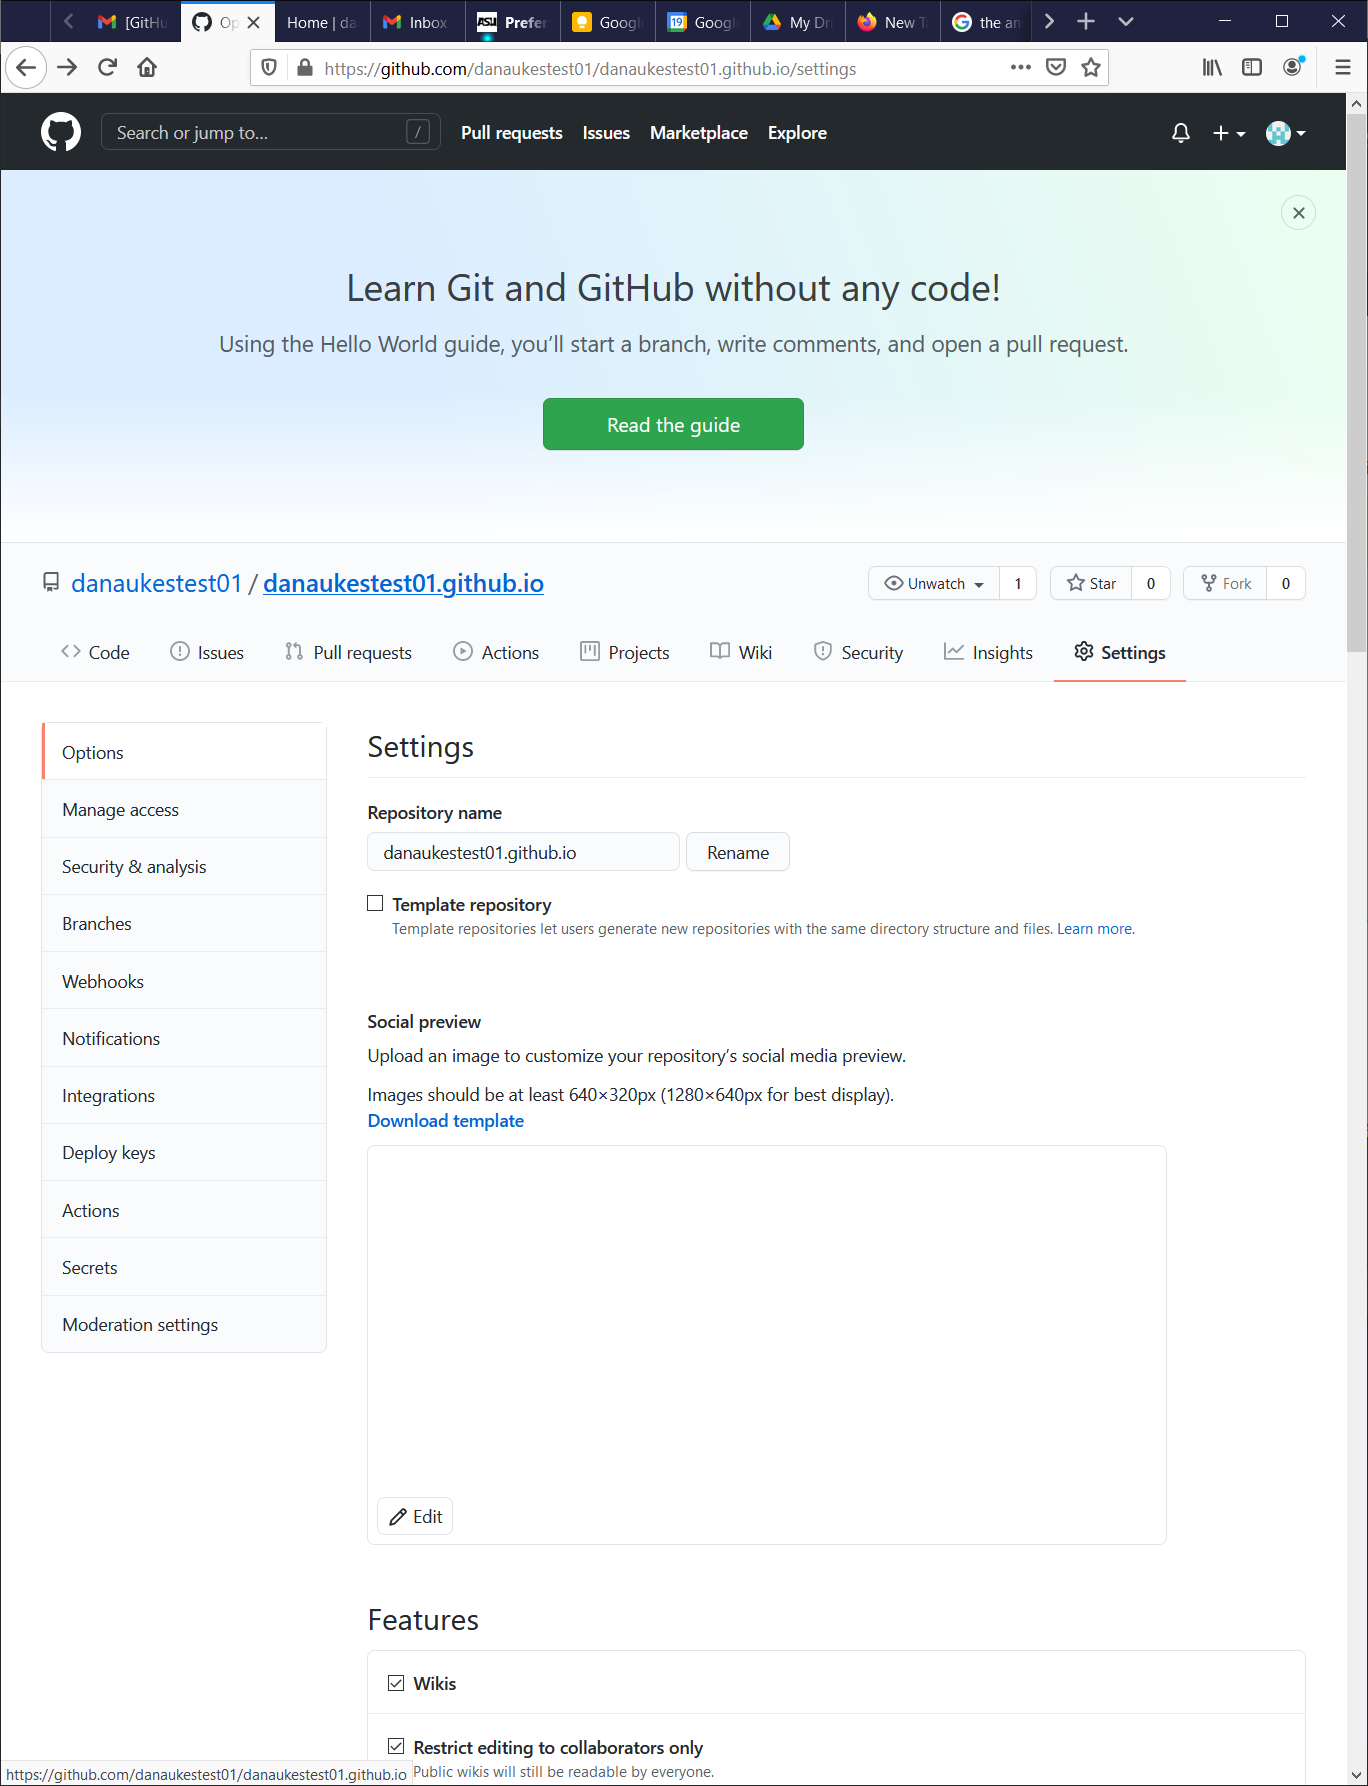 [GitHu
Op
Home | da
Inbox
Prefer
Google
19 Google
My Dri
New T
the an
https://github.com/danaukestest01/danaukestest01.github.io/settings
Search or jump to...
/
Pull requests
Issues
Marketplace
Explore
Learn Git and GitHub without any code!
Using the Hello World guide, you’ll start a branch, write comments, and open a pull request.
Read the guide
danaukestest01 / danaukestest01.github.io
Unwatch 1
Star 0
Fork 0
Code
Issues
Pull requests
Actions
Projects
Wiki
Security
Insights
Settings
Options
Manage access
Security & analysis
Branches
Webhooks
Notifications
Integrations
Deploy keys
Actions
Secrets
Moderation settings
Settings
Repository name
danaukestest01.github.io
Rename
Template repository
Template repositories let users generate new repositories with the same directory structure and files. Learn more.
Social preview
Upload an image to customize your repository’s social media preview.
Images should be at least 640×320px (1280×640px for best display).
Download template
Edit
Features
Wikis
Restrict editing to collaborators only
Public wikis will still be readable by everyone.
https://github.com/danaukestest01/danaukestest01.github.io